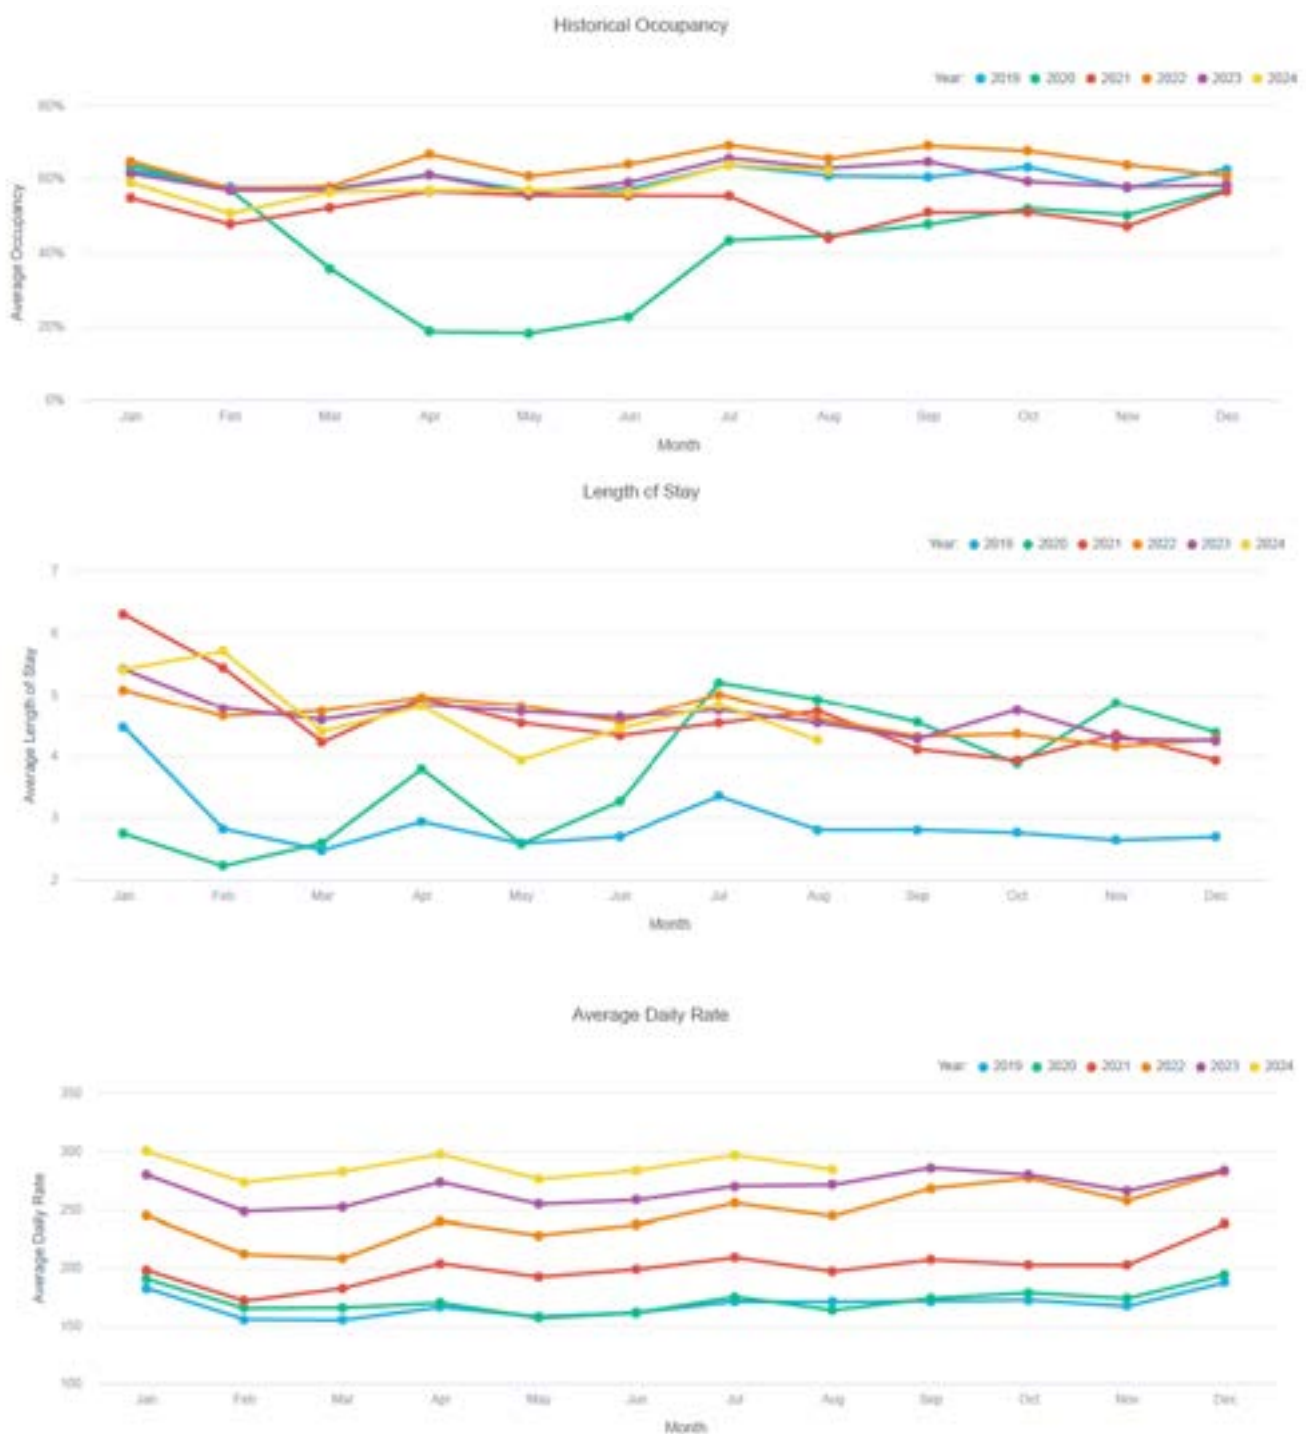 Historical Occupancy
Year: 2019 2020 2021 2022 2023 2024
80%
60%
40%
20%
0%
Average Occupancy
Jan Feb Mar Apr May Jun Jul Aug Sep Oct Nov Dec
Month
Length of Stay
Year: 2019 2020 2021 2022 2023 2024
7
6
5
4
3
2
Average Length of Stay
Jan Feb Mar Apr May Jun Jul Aug Sep Oct Nov Dec
Month
Average Daily Rate
Year: 2019 2020 2021 2022 2023 2024
350
300
250
200
150
100
Average Daily Rate
Jan Feb Mar Apr May Jun Jul Aug Sep Oct Nov Dec
Month